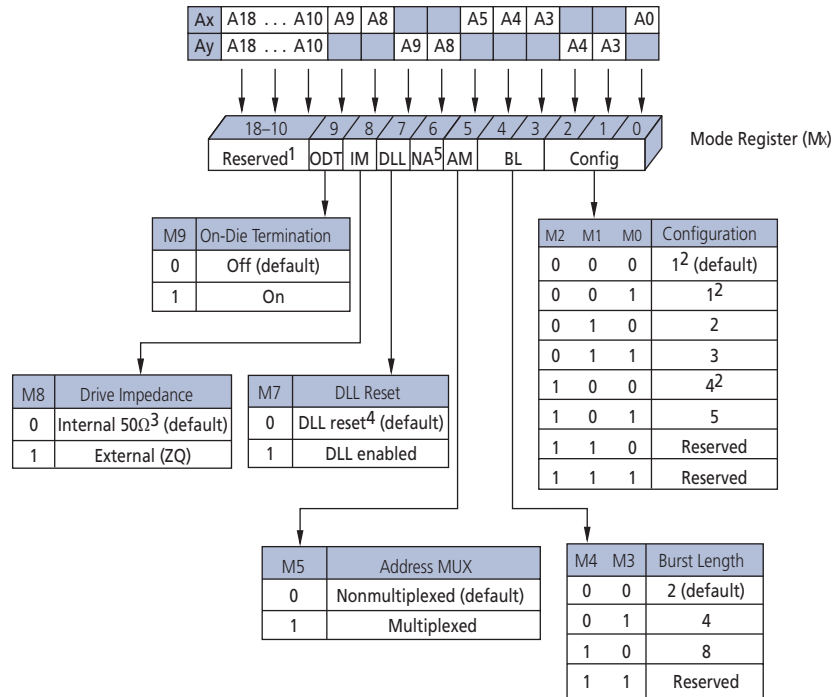 Ax A18 . . . A10 A9 A8 A5 A4 A3 A0
Ay A18 . . . A10 A9 A8 A4 A3
18–10 9 8 7 6 5 4 3 2 1 0
Reserved1 ODT IM DLL NA5 AM BL Config
Mode Register (Mx)
M9 On-Die Termination
0 Off (default)
1 On
M2 M1 M0 Configuration
0 0 0 12 (default)
0 0 1 12
0 1 0 2
0 1 1 3
1 0 0 42
1 0 1 5
1 1 0 Reserved
1 1 1 Reserved
M8 Drive Impedance
0 Internal 50Ω3 (default)
1 External (ZQ)
M7 DLL Reset
0 DLL reset4 (default)
1 DLL enabled
M5 Address MUX
0 Nonmultiplexed (default)
1 Multiplexed
M4 M3 Burst Length
0 0 2 (default)
0 1 4
1 0 8
1 1 Reserved